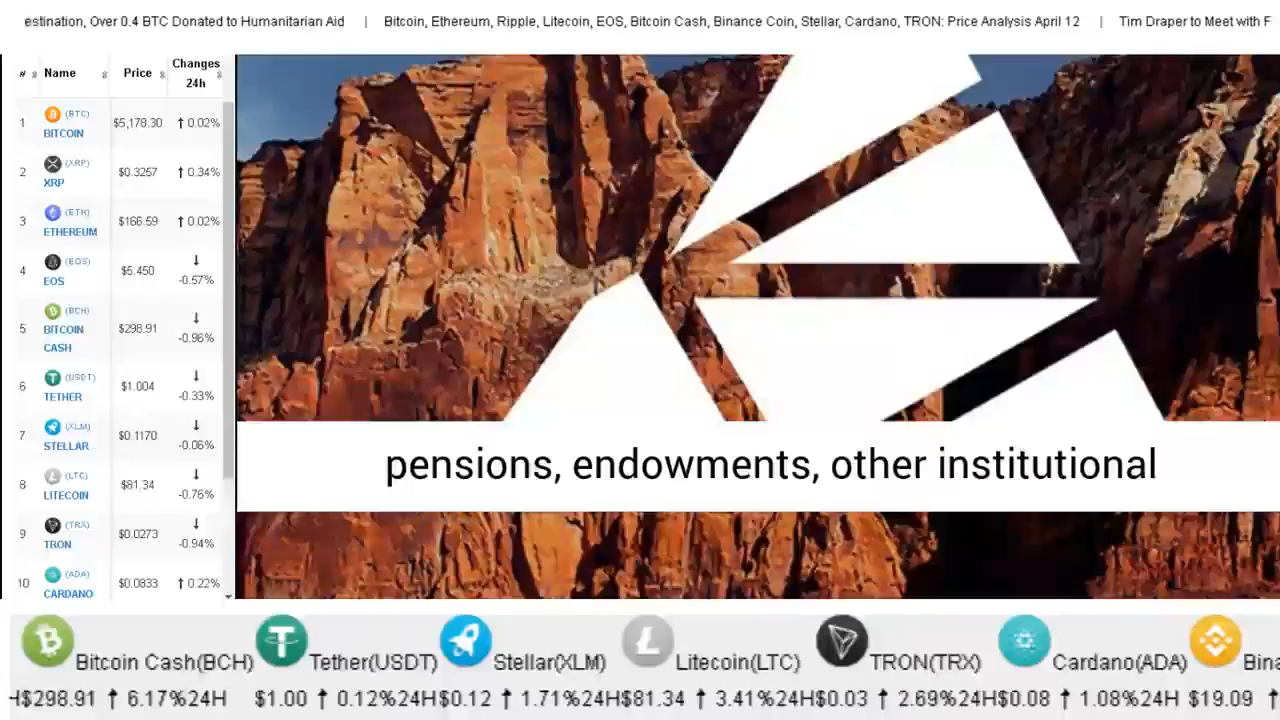 estination, Over 0.4 BTC Donated to Humanitarian Aid | Bitcoin, Ethereum, Ripple, Litecoin, EOS, Bitcoin Cash, Binance Coin, Stellar, Cardano, TRON: Price Analysis April 12 | Tim Draper to Meet with F
# Name Price Changes 24h
1 (BTC) BITCOIN $5,178.30 ↑ 0.02%
2 (XRP) XRP $0.3257 ↑ 0.34%
3 (ETH) ETHEREUM $166.59 ↑ 0.02%
4 (EOS) EOS $5.450 ↓ -0.57%
5 (BCH) BITCOIN CASH $298.91 ↓ -0.96%
6 (USDT) TETHER $1.004 ↓ -0.33%
7 (XLM) STELLAR $0.1170 ↓ -0.06%
8 (LTC) LITECOIN $81.34 ↓ -0.76%
9 (TRX) TRON $0.0273 ↓ -0.94%
10 (ADA) CARDANO $0.0833 ↑ 0.22%
pensions, endowments, other institutional
Bitcoin Cash(BCH) Tether(USDT) Stellar(XLM) Litecoin(LTC) TRON(TRX) Cardano(ADA) Bina
H$298.91 ↑ 6.17%24H $1.00 ↑ 0.12%24H$0.12 ↑ 1.71%24H$81.34 ↑ 3.41%24H$0.03 ↑ 2.69%24H$0.08 ↑ 1.08%24H $19.09 ↑